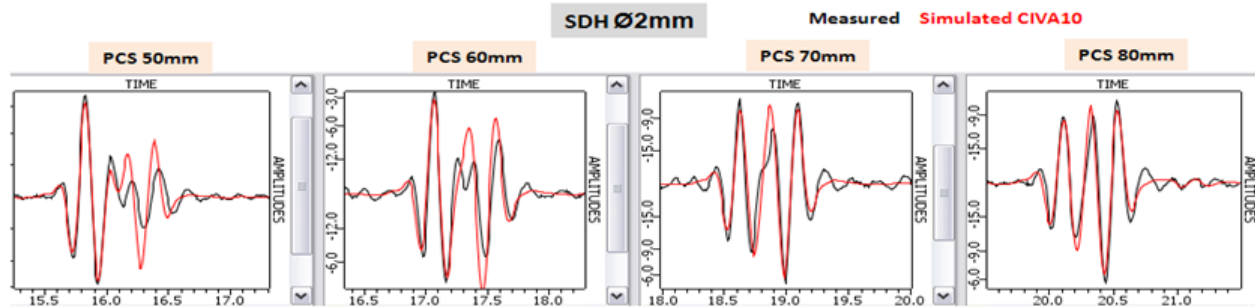 SDH Ø2mm
Measured Simulated CIVA10
PCS 50mm
PCS 60mm
PCS 70mm
PCS 80mm
TIME
TIME
TIME
TIME
AMPLITUDES
-3,0
-6,0
-12,0
-12,0
-6,0
AMPLITUDES
-9,0
-15,0
-15,0
-9,0
-6,0
AMPLITUDES
-9,0
-15,0
-15,0
-9,0
-6,0
AMPLITUDES
15.5 16.0 16.5 17.0
16.5 17.0 17.5 18.0
18.0 18.5 19.0 19.5 20.0
20.0 20.5 21.0